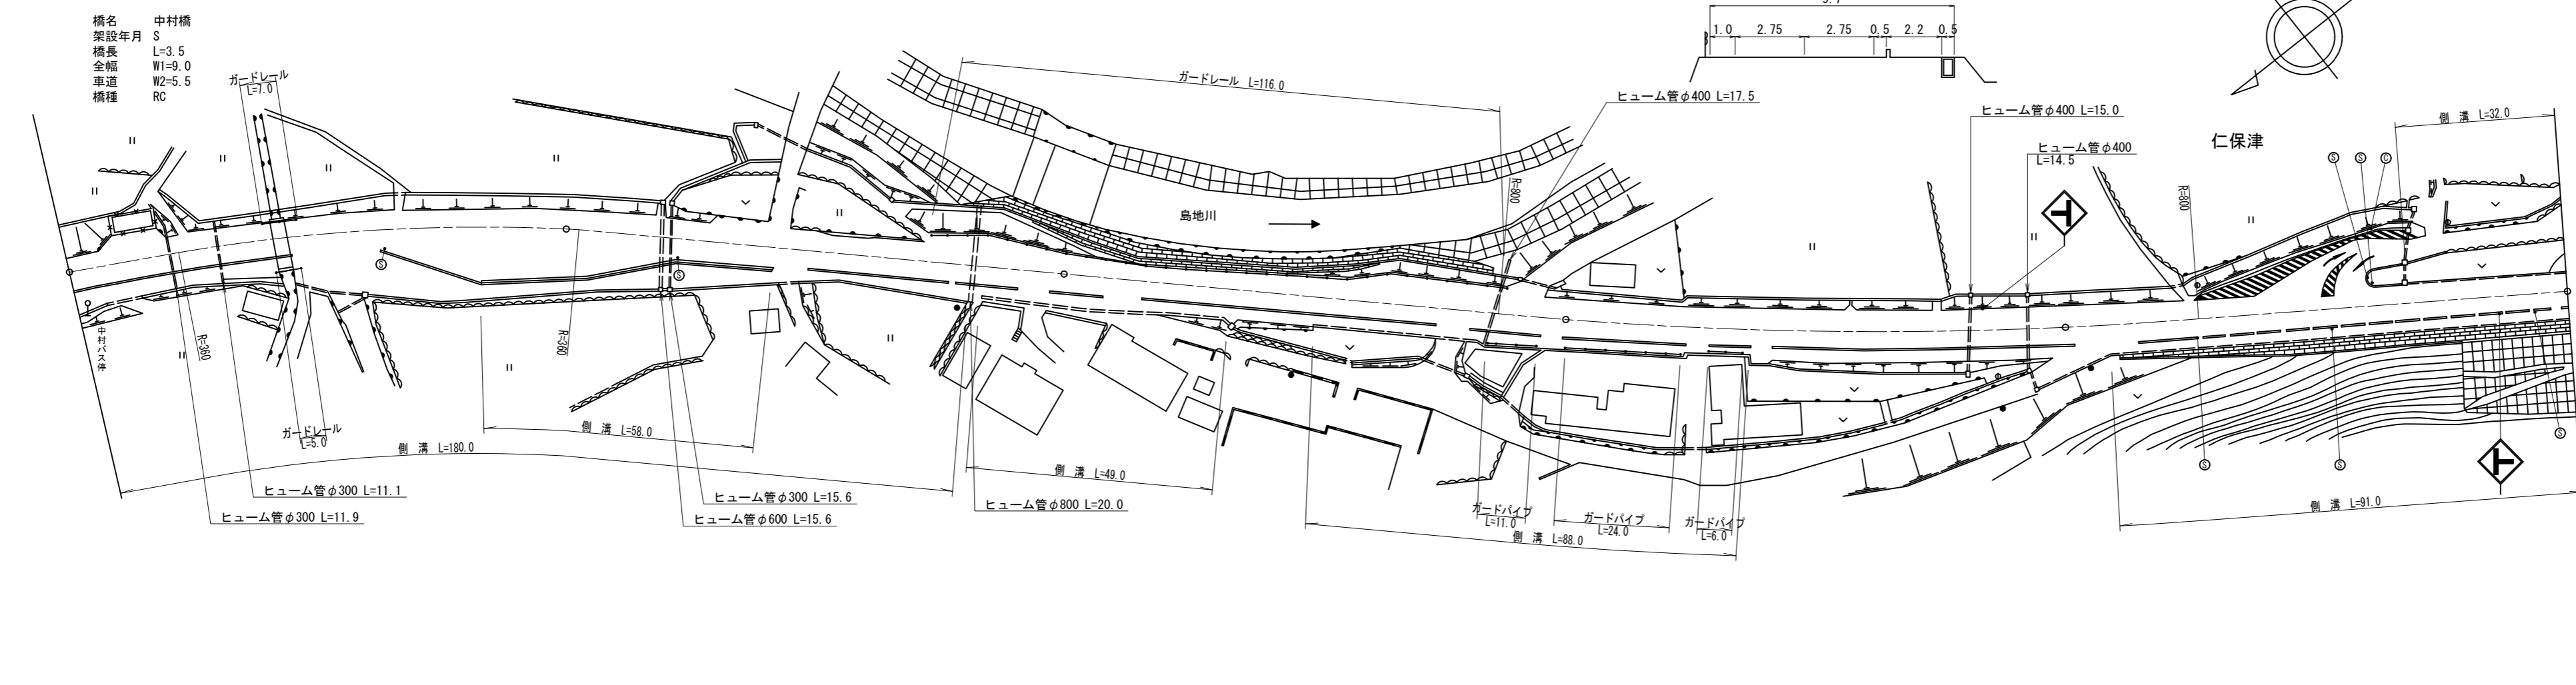 橋名 中村橋
架設年月 S
橋長 L=3.5
全幅 W1=9.0
車道 W2=5.5
橋種 RC
ガードレール
L=7.0
ガードレール L=116.0
1.0 2.75 2.75 0.5 2.2 0.5
ヒューム管φ400 L=17.5
ヒューム管φ400 L=15.0
ヒューム管φ400
L=14.5
仁保津
側 溝 L=32.0
S
S
C
R=800
R=800
島地川
S
S
R=360
R=360
中村バス停
ガードレール
L=5.0
側 溝 L=58.0
側 溝 L=180.0
側 溝 L=49.0
ヒューム管φ300 L=11.1
ヒューム管φ300 L=11.9
ヒューム管φ300 L=15.6
ヒューム管φ600 L=15.6
ヒューム管φ800 L=20.0
ガードパイプ
L=11.0
ガードパイプ
L=24.0
ガードパイプ
L=6.0
側 溝 L=88.0
S
S
S
側 溝 L=91.0